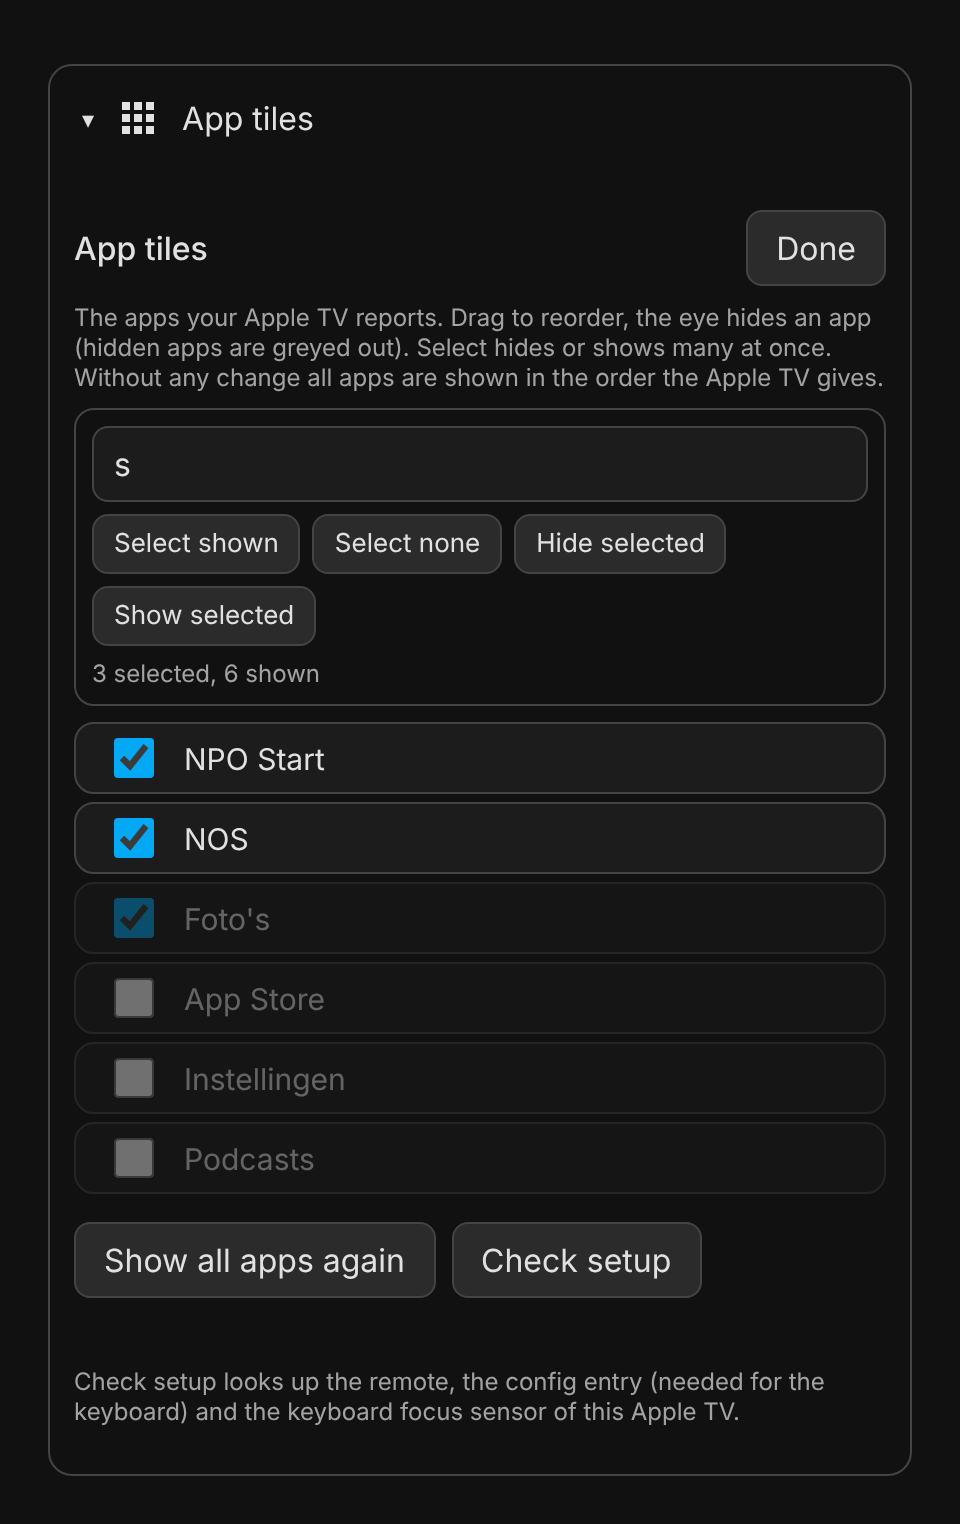 App tiles
App tiles
Done
The apps your Apple TV reports. Drag to reorder, the eye hides an app
(hidden apps are greyed out). Select hides or shows many at once.
Without any change all apps are shown in the order the Apple TV gives.
s
Select shown
Select none
Hide selected
Show selected
3 selected, 6 shown
NPO Start
NOS
Foto's
App Store
Instellingen
Podcasts
Show all apps again
Check setup
Check setup looks up the remote, the config entry (needed for the
keyboard) and the keyboard focus sensor of this Apple TV.